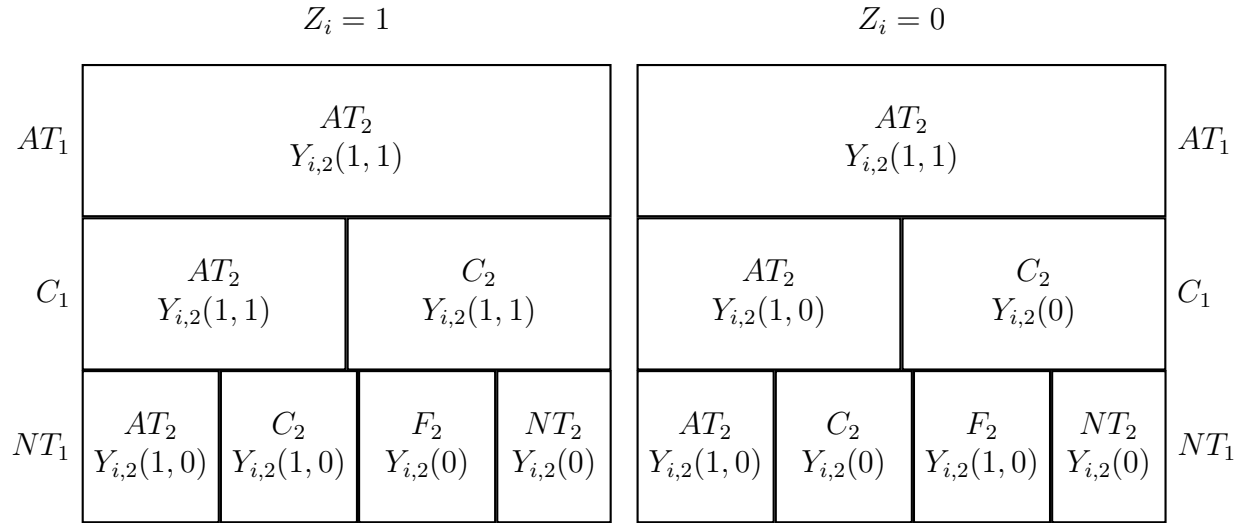 $Z_i = 1$
$Z_i = 0$
$AT_1$
$AT_2$
$Y_{i,2}(1,1)$
$AT_2$
$Y_{i,2}(1,1)$
$AT_1$
$C_1$
$AT_2$
$Y_{i,2}(1,1)$
$C_2$
$Y_{i,2}(1,1)$
$AT_2$
$Y_{i,2}(1,0)$
$C_2$
$Y_{i,2}(0)$
$C_1$
$NT_1$
$AT_2$
$Y_{i,2}(1,0)$
$C_2$
$Y_{i,2}(1,0)$
$F_2$
$Y_{i,2}(0)$
$NT_2$
$Y_{i,2}(0)$
$AT_2$
$Y_{i,2}(1,0)$
$C_2$
$Y_{i,2}(0)$
$F_2$
$Y_{i,2}(1,0)$
$NT_2$
$Y_{i,2}(0)$
$NT_1$